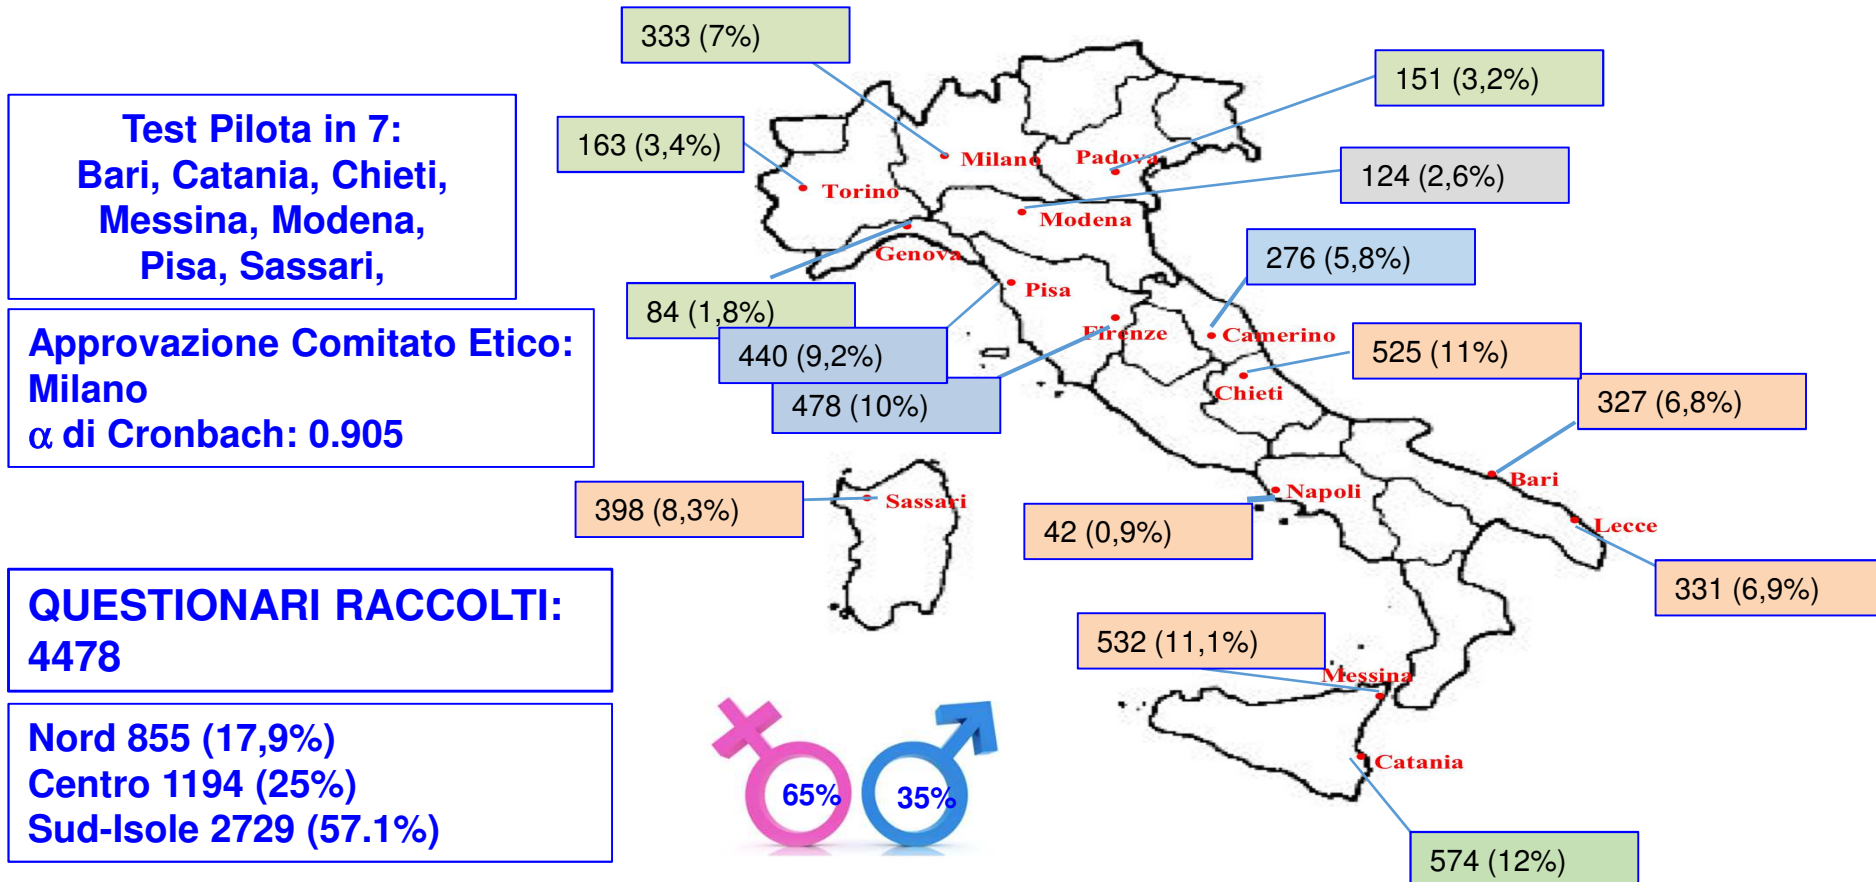 Test Pilota in 7:
Bari, Catania, Chieti,
Messina, Modena,
Pisa, Sassari,
Approvazione Comitato Etico:
Milano
α di Cronbach: 0.905
QUESTIONARI RACCOLTI:
4478
Nord 855 (17,9%)
Centro 1194 (25%)
Sud-Isole 2729 (57.1%)
333 (7%)
151 (3,2%)
163 (3,4%)
Milano
Padova
124 (2,6%)
Torino
Modena
Genova
276 (5,8%)
Pisa
84 (1,8%)
Firenze
Camerino
440 (9,2%)
525 (11%)
478 (10%)
Chieti
327 (6,8%)
Bari
398 (8,3%)
Sassari
Napoli
42 (0,9%)
Lecce
331 (6,9%)
532 (11,1%)
Messina
Catania
65%
35%
574 (12%)